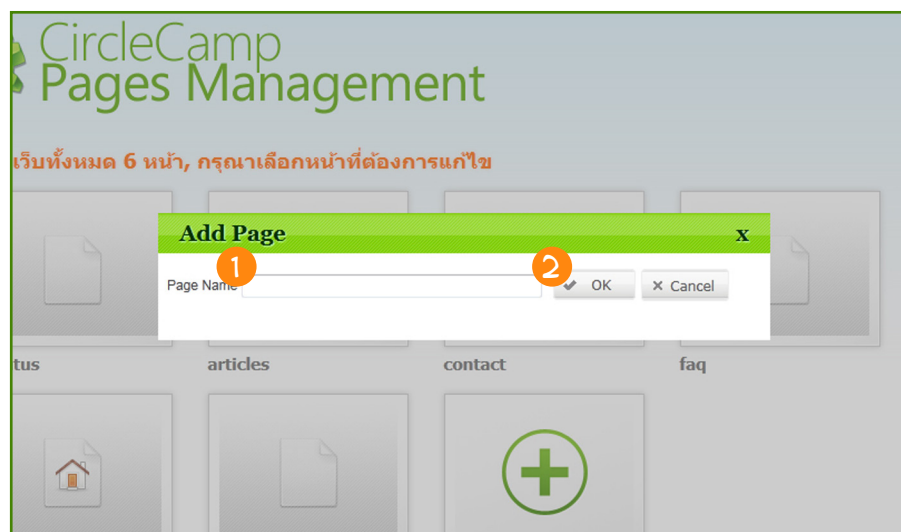 CircleCamp
Pages Management
เว็บทั้งหมด 6 หน้า, กรุณาเลือกหน้าที่ต้องการแก้ไข
Add Page x
1 2
Page Name OK × Cancel
tus articles contact faq